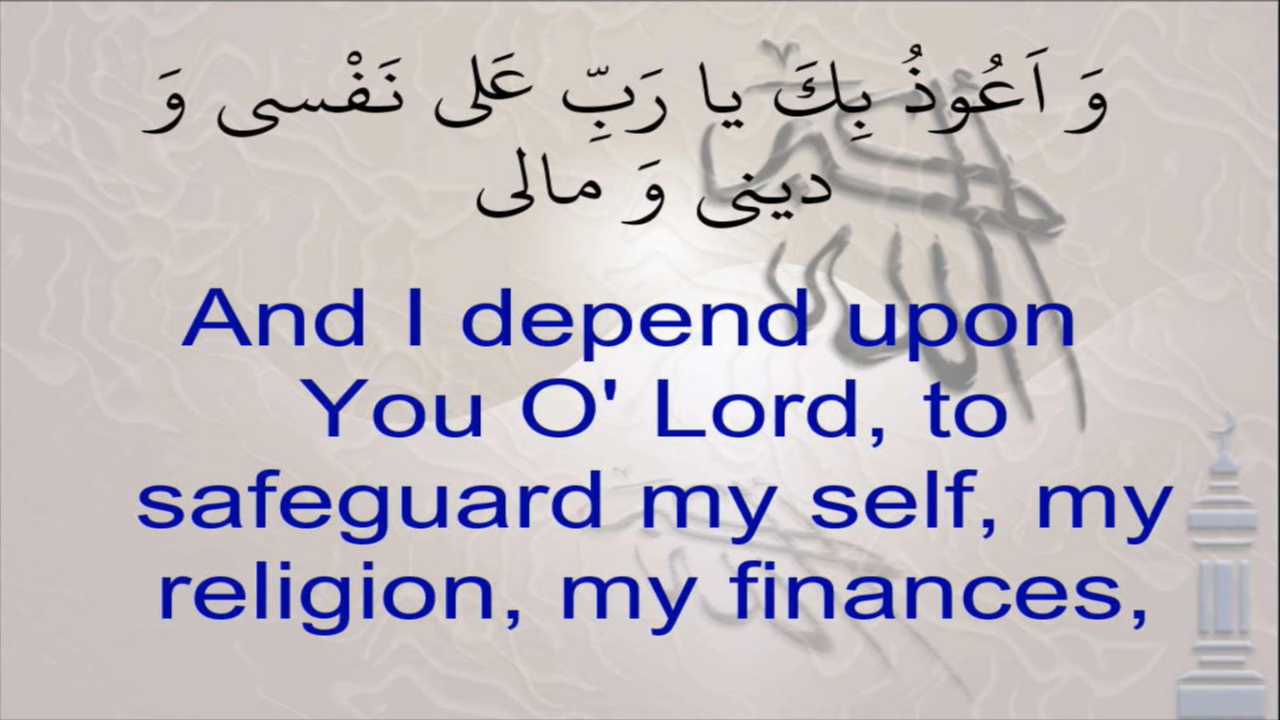 وَ اَعُوذُ بِكَ يا رَبِّ عَلى نَفْسى وَ
دينى وَ مالى
And I depend upon
You O' Lord, to
safeguard my self, my
religion, my finances,